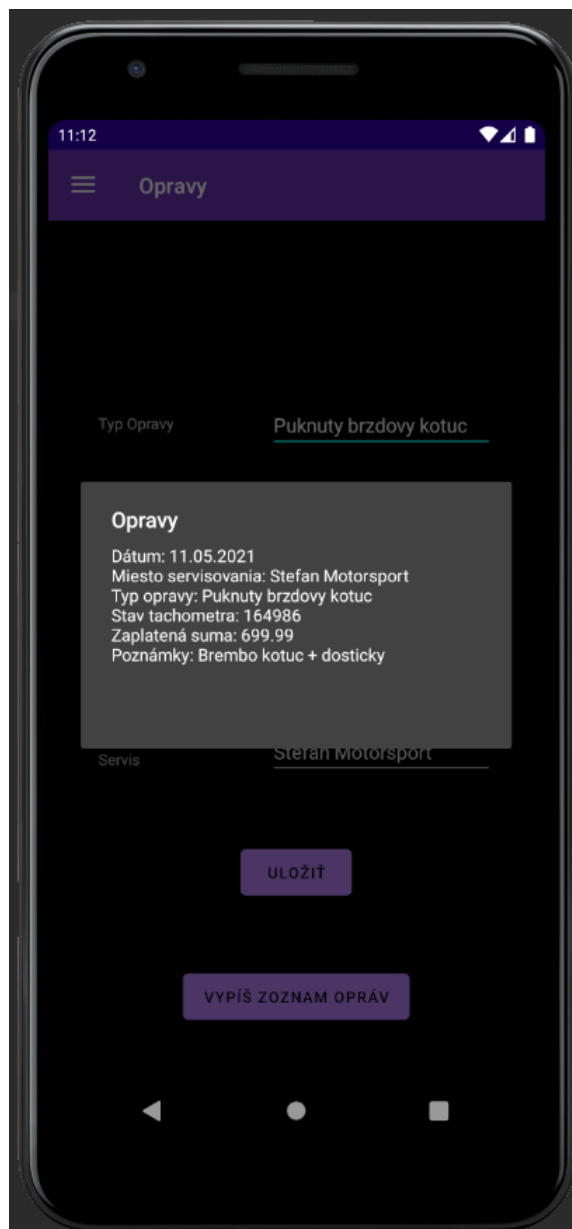 11:12
Opravy
Typ Opravy
Puknuty brzdovy kotuc
Opravy
Dátum: 11.05.2021
Miesto servisovania: Stefan Motorsport
Typ opravy: Puknuty brzdovy kotuc
Stav tachometra: 164986
Zaplatená suma: 699.99
Poznámky: Brembo kotuc + dosticky
Servis
Stefan Motorsport
ULOŽIŤ
VYPÍŠ ZOZNAM OPRÁV